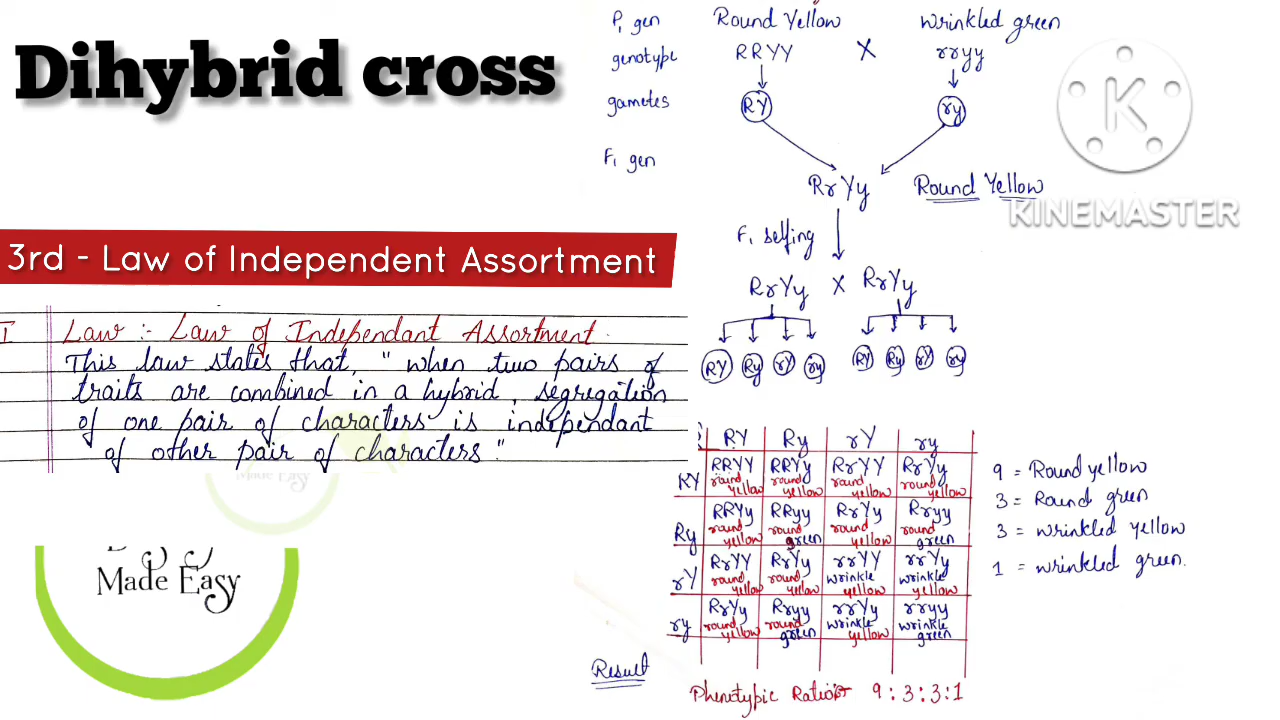 Dihybrid cross
3rd - Law of Independent Assortment
I Law :- Law of Independant Assortment.
This law states that, " when two pairs of
traits are combined in a hybrid, segregation
of one pair of characters is independant
of other pair of characters "
Made Easy
Made Easy
P1 gen Round Yellow wrinkled green
genotype RRYY X rryy
gametes RY ry
F1 gen
RrYy Round Yellow
KINEMASTER
F1 selfing
RrYy X RrYy
RY Ry rY ry RY Ry rY ry
RY Ry rY ry
RY RRYY RRYy RrYY RrYy
round yellow round yellow round yellow round yellow
Ry RRYy RRyy RrYy Rryy
round yellow round green round yellow round green
rY RrYY RrYy rrYY rrYy
round yellow round yellow wrinkle yellow wrinkle yellow
ry RrYy Rryy rrYy rryy
round yellow round green wrinkle yellow wrinkle green
9 = Round yellow
3 = Round green
3 = wrinkled yellow
1 = wrinkled green.
Result
Phenotypic Ratio 9:3:3:1